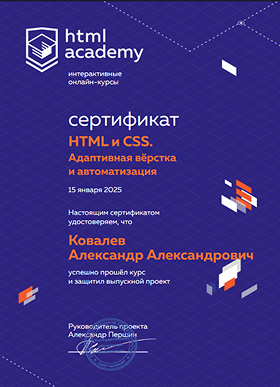 html
academy
интерактивные
онлайн-курсы
сертификат
HTML и CSS.
Адаптивная вёрстка
и автоматизация
15 января 2025
Настоящим сертификатом
удостоверяем, что
Ковалев
Александр Александрович
успешно прошёл курс
и защитил выпускной проект
Руководитель проекта
Александр Першин